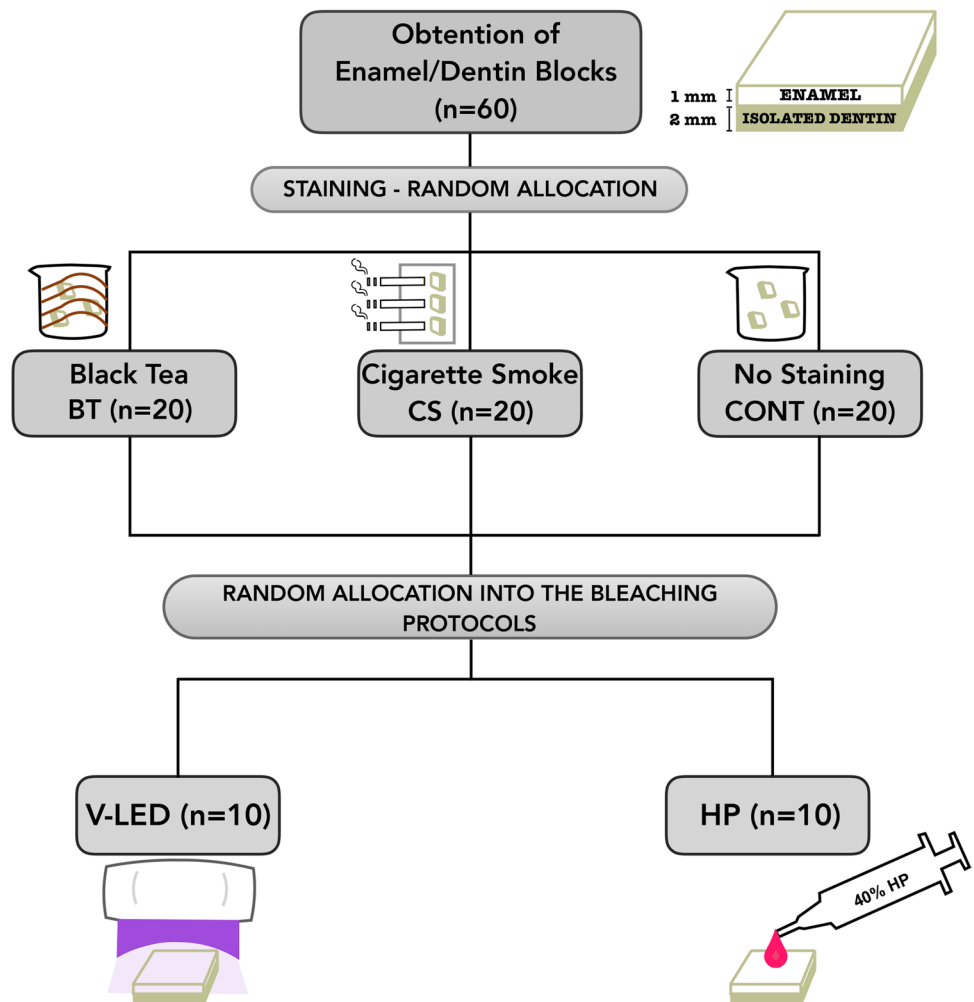 Obtention of
Enamel/Dentin Blocks
(n=60)
1 mm
ENAMEL
2 mm
ISOLATED DENTIN
STAINING - RANDOM ALLOCATION
Black Tea
BT (n=20)
Cigarette Smoke
CS (n=20)
No Staining
CONT (n=20)
RANDOM ALLOCATION INTO THE BLEACHING
PROTOCOLS
V-LED (n=10)
HP (n=10)
40% HP